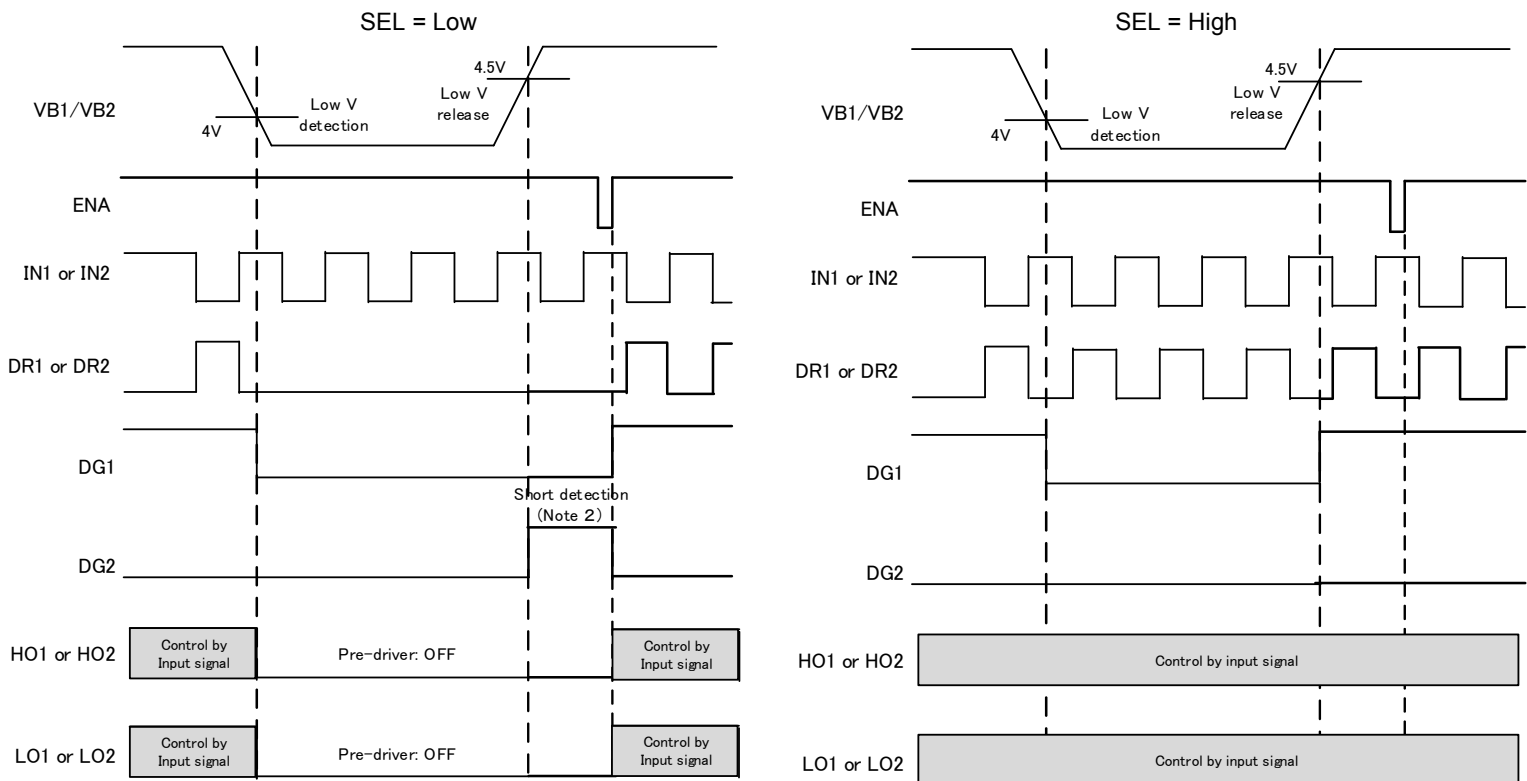 SEL = Low
VB1/VB2
4V
Low V
detection
4.5V
Low V
release
ENA
IN1 or IN2
DR1 or DR2
DG1
Short detection
(Note 2)
DG2
HO1 or HO2
Control by
Input signal
Pre-driver: OFF
Control by
Input signal
LO1 or LO2
Control by
Input signal
Pre-driver: OFF
Control by
Input signal
SEL = High
VB1/VB2
4V
Low V
detection
4.5V
Low V
release
ENA
IN1 or IN2
DR1 or DR2
DG1
DG2
HO1 or HO2
Control by input signal
LO1 or LO2
Control by input signal